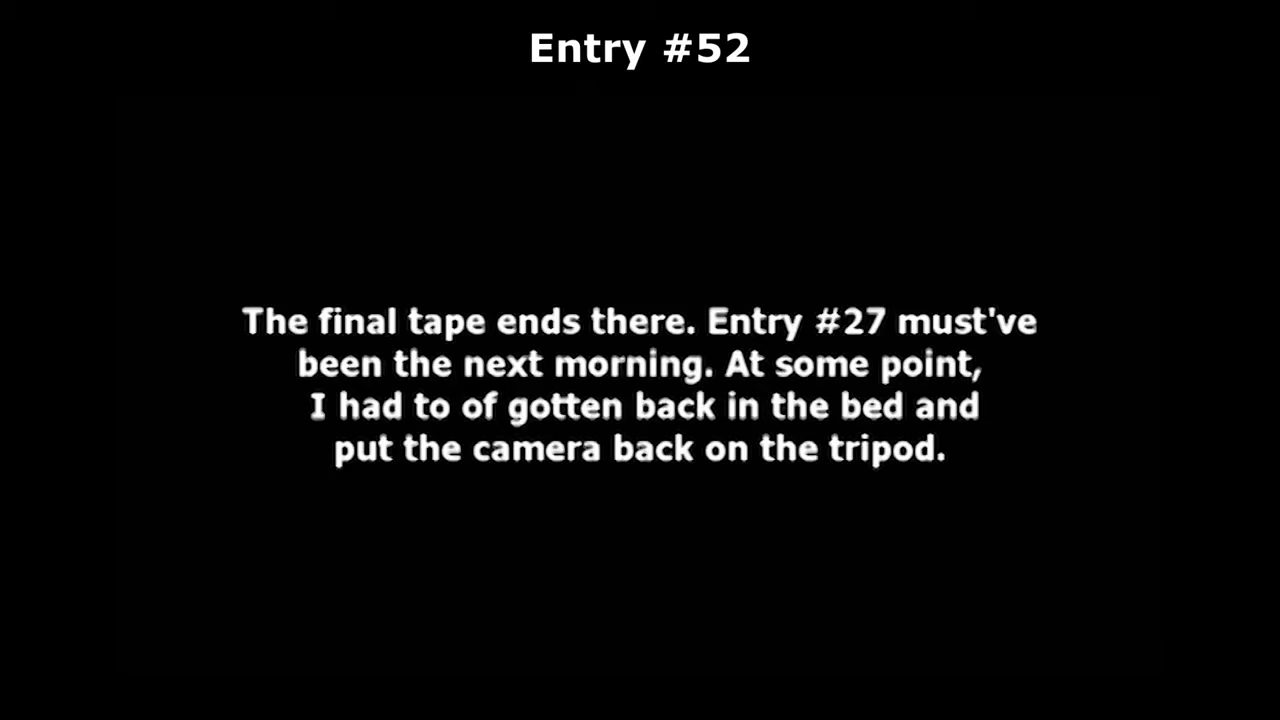 Entry #52
The final tape ends there. Entry #27 must've
been the next morning. At some point,
I had to of gotten back in the bed and
put the camera back on the tripod.